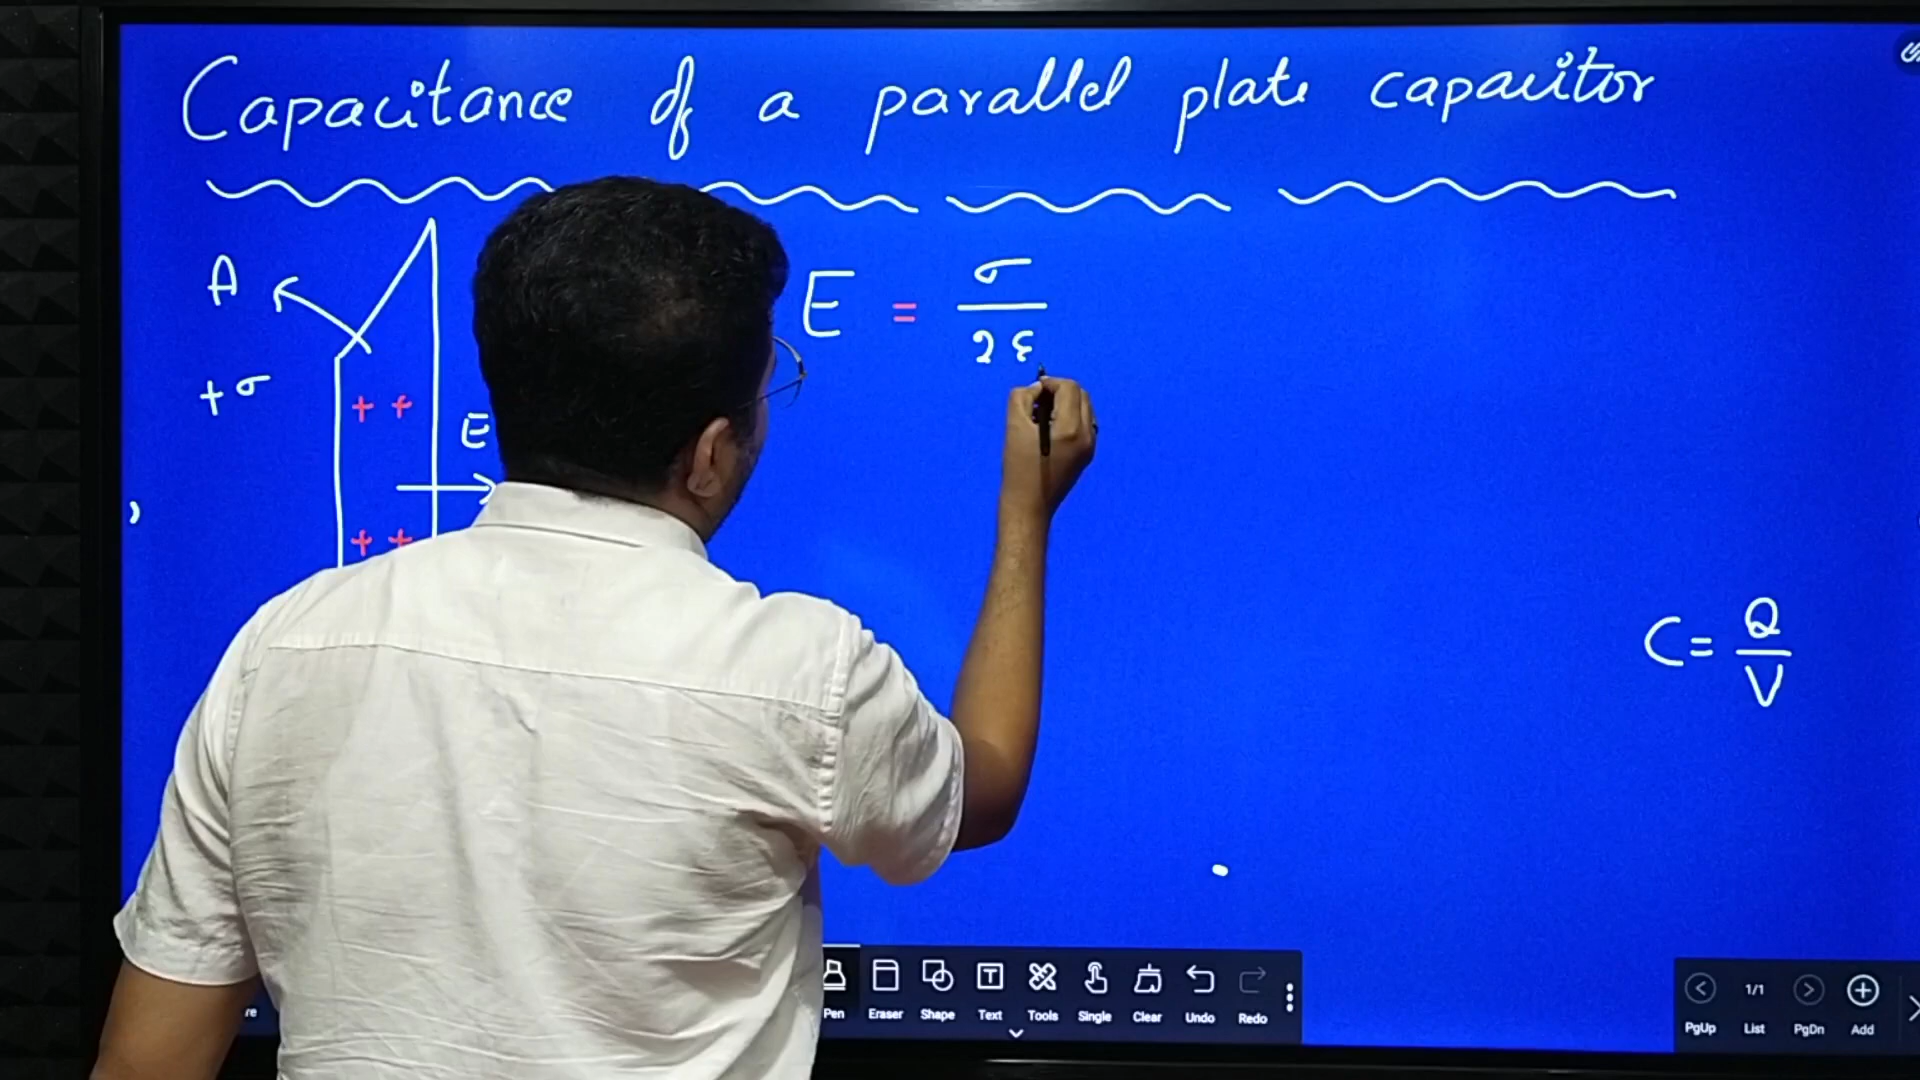 Capacitance of a parallel plate capacitor
A
+σ
+ +
E
+ +
E = σ/2ε
C = Q/V
Pen Eraser Shape Text Tools Single Clear Undo Redo
1/1
PgUp List PgDn Add